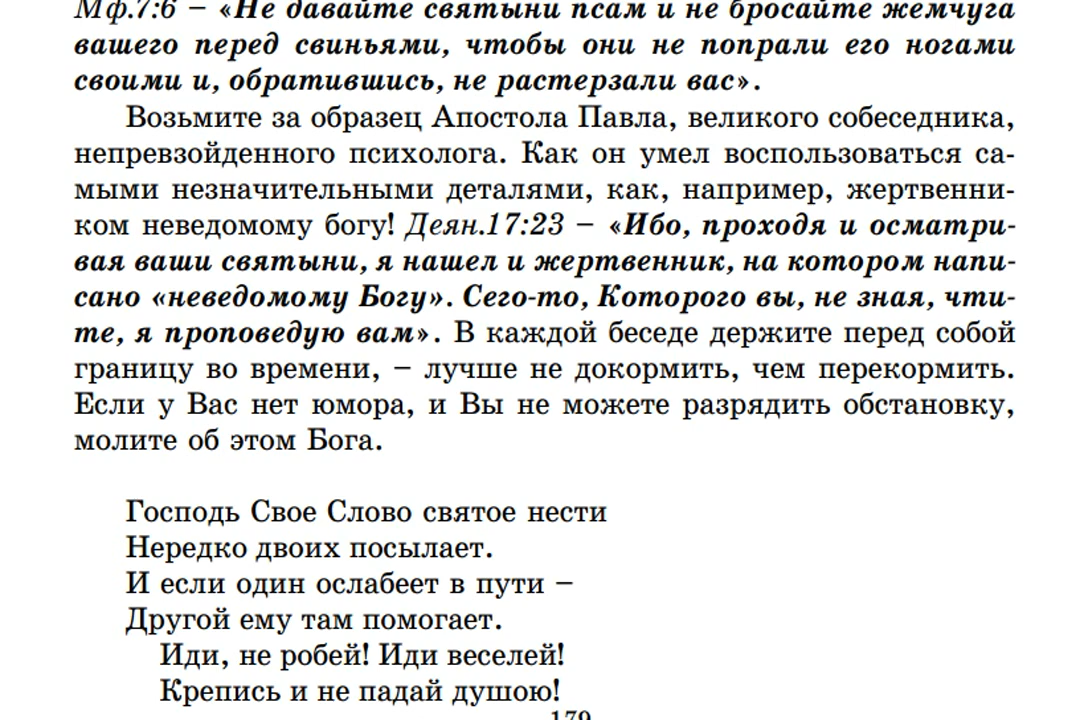 Мф.7:6 – «Не давайте святыни псам и не бросайте жемчуга
вашего перед свиньями, чтобы они не попрали его ногами
своими и, обратившись, не растерзали вас».
Возьмите за образец Апостола Павла, великого собеседника,
непревзойденного психолога. Как он умел воспользоваться са-
мыми незначительными деталями, как, например, жертвенни-
ком неведомому богу! Деян.17:23 – «Ибо, проходя и осматри-
вая ваши святыни, я нашел и жертвенник, на котором напи-
сано «неведомому Богу». Сего-то, Которого вы, не зная, чти-
те, я проповедую вам». В каждой беседе держите перед собой
границу во времени, – лучше не докормить, чем перекормить.
Если у Вас нет юмора, и Вы не можете разрядить обстановку,
молите об этом Бога.
Господь Свое Слово святое нести
Нередко двоих посылает.
И если один ослабеет в пути –
Другой ему там помогает.
Иди, не робей! Иди веселей!
Крепись и не падай душою!
179